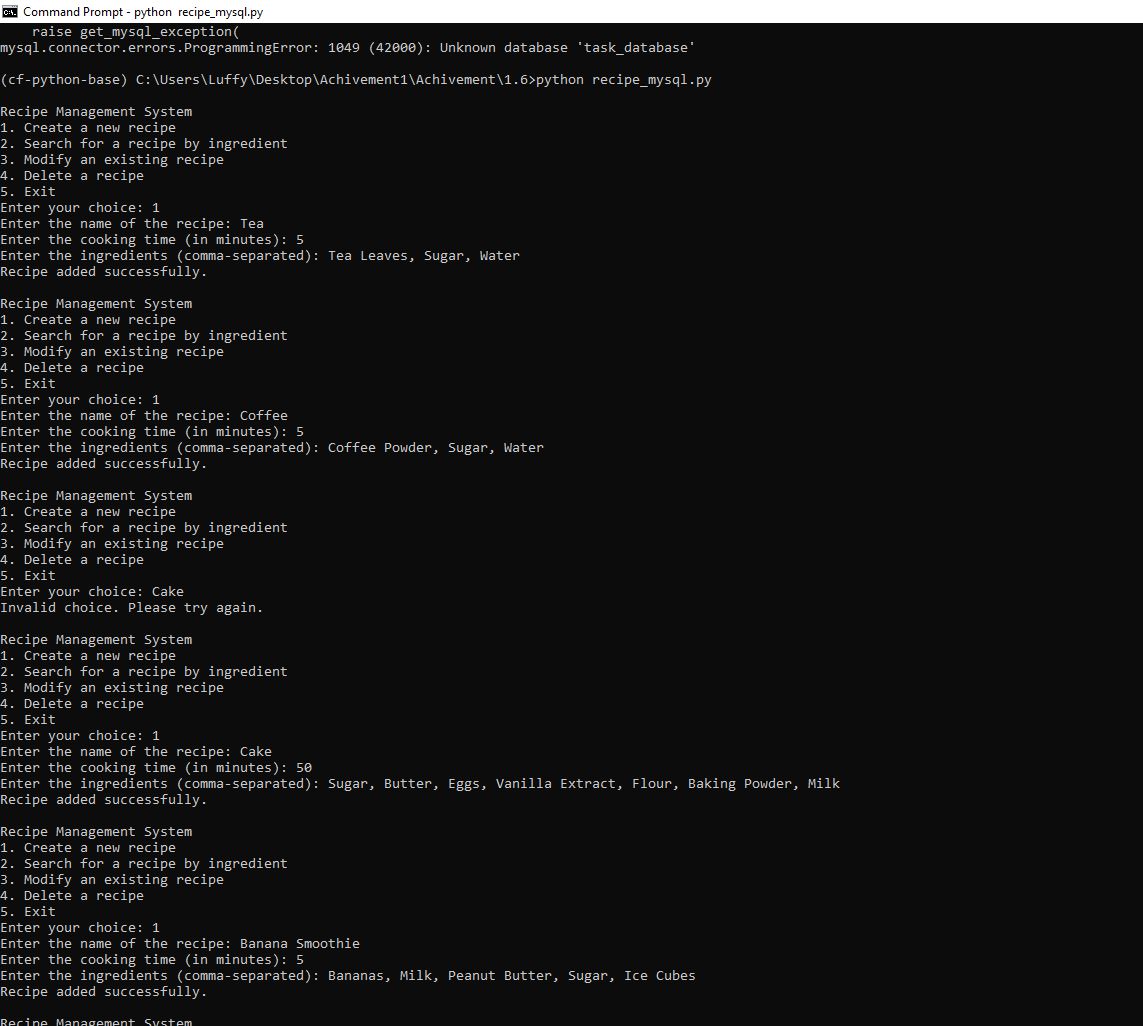 Command Prompt - python  recipe_mysql.py
    raise get_mysql_exception(
mysql.connector.errors.ProgrammingError: 1049 (42000): Unknown database 'task_database'
(cf-python-base) C:\Users\Luffy\Desktop\Achivement1\Achivement\1.6>python recipe_mysql.py
Recipe Management System
1. Create a new recipe
2. Search for a recipe by ingredient
3. Modify an existing recipe
4. Delete a recipe
5. Exit
Enter your choice: 1
Enter the name of the recipe: Tea
Enter the cooking time (in minutes): 5
Enter the ingredients (comma-separated): Tea Leaves, Sugar, Water
Recipe added successfully.
Recipe Management System
1. Create a new recipe
2. Search for a recipe by ingredient
3. Modify an existing recipe
4. Delete a recipe
5. Exit
Enter your choice: 1
Enter the name of the recipe: Coffee
Enter the cooking time (in minutes): 5
Enter the ingredients (comma-separated): Coffee Powder, Sugar, Water
Recipe added successfully.
Recipe Management System
1. Create a new recipe
2. Search for a recipe by ingredient
3. Modify an existing recipe
4. Delete a recipe
5. Exit
Enter your choice: Cake
Invalid choice. Please try again.
Recipe Management System
1. Create a new recipe
2. Search for a recipe by ingredient
3. Modify an existing recipe
4. Delete a recipe
5. Exit
Enter your choice: 1
Enter the name of the recipe: Cake
Enter the cooking time (in minutes): 50
Enter the ingredients (comma-separated): Sugar, Butter, Eggs, Vanilla Extract, Flour, Baking Powder, Milk
Recipe added successfully.
Recipe Management System
1. Create a new recipe
2. Search for a recipe by ingredient
3. Modify an existing recipe
4. Delete a recipe
5. Exit
Enter your choice: 1
Enter the name of the recipe: Banana Smoothie
Enter the cooking time (in minutes): 5
Enter the ingredients (comma-separated): Bananas, Milk, Peanut Butter, Sugar, Ice Cubes
Recipe added successfully.
Recipe Management System